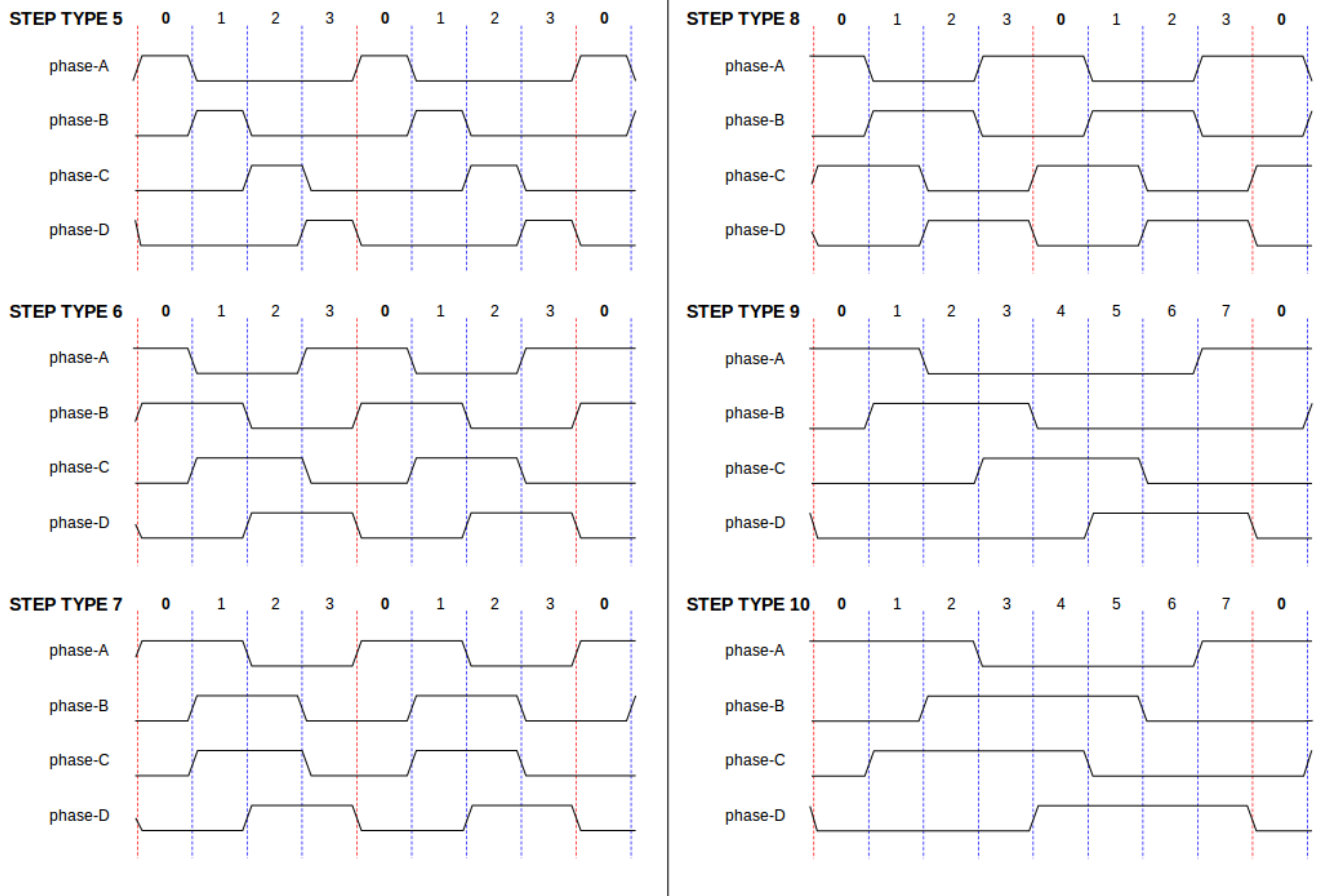 STEP TYPE 5 0 1 2 3 0 1 2 3 0
phase-A
phase-B
phase-C
phase-D
STEP TYPE 6 0 1 2 3 0 1 2 3 0
phase-A
phase-B
phase-C
phase-D
STEP TYPE 7 0 1 2 3 0 1 2 3 0
phase-A
phase-B
phase-C
phase-D
STEP TYPE 8 0 1 2 3 0 1 2 3 0
phase-A
phase-B
phase-C
phase-D
STEP TYPE 9 0 1 2 3 4 5 6 7 0
phase-A
phase-B
phase-C
phase-D
STEP TYPE 10 0 1 2 3 4 5 6 7 0
phase-A
phase-B
phase-C
phase-D